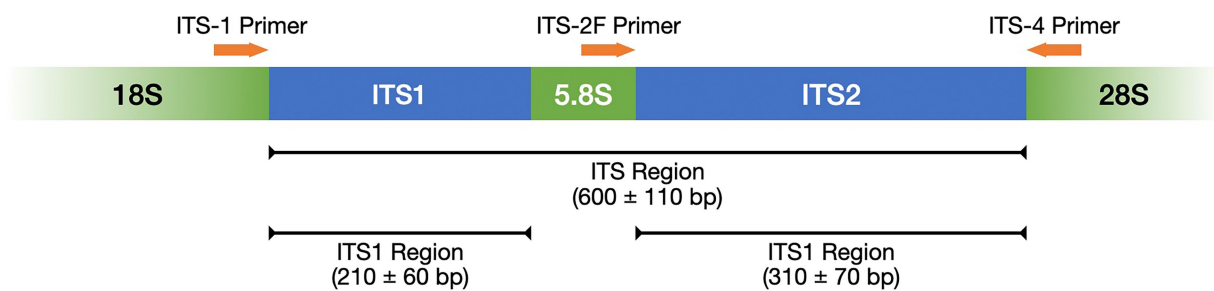 ITS-1 Primer
ITS-2F Primer
ITS-4 Primer
18S
ITS1
5.8S
ITS2
28S
ITS Region
(600 ± 110 bp)
ITS1 Region
(210 ± 60 bp)
ITS1 Region
(310 ± 70 bp)